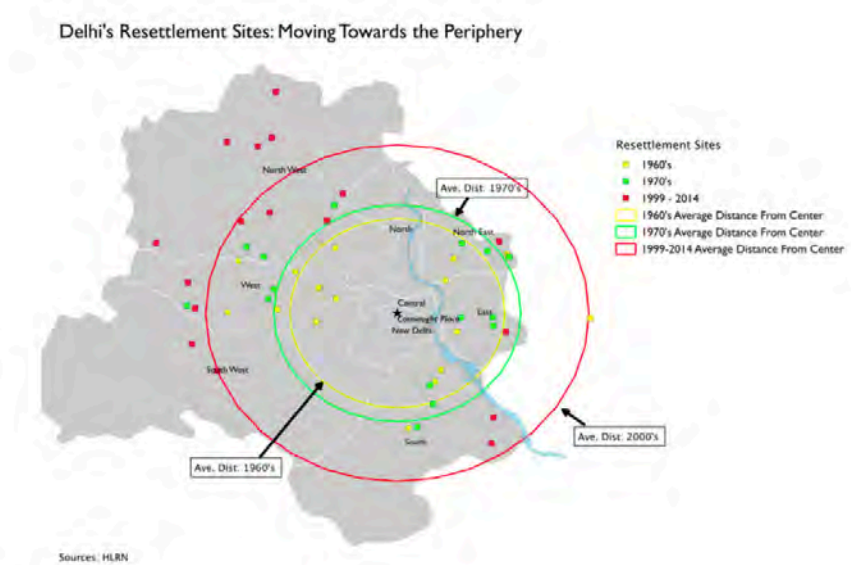 Delhi's Resettlement Sites: Moving Towards the Periphery
Resettlement Sites
1960's
1970's
1999 - 2014
1960's Average Distance From Center
1970's Average Distance From Center
1999-2014 Average Distance From Center
North West
Ave. Dist: 1970's
North
North East
West
Central
Connaught Place
New Delhi
East
South West
South
Ave. Dist: 2000's
Ave. Dist: 1960's
Sources: HLRN